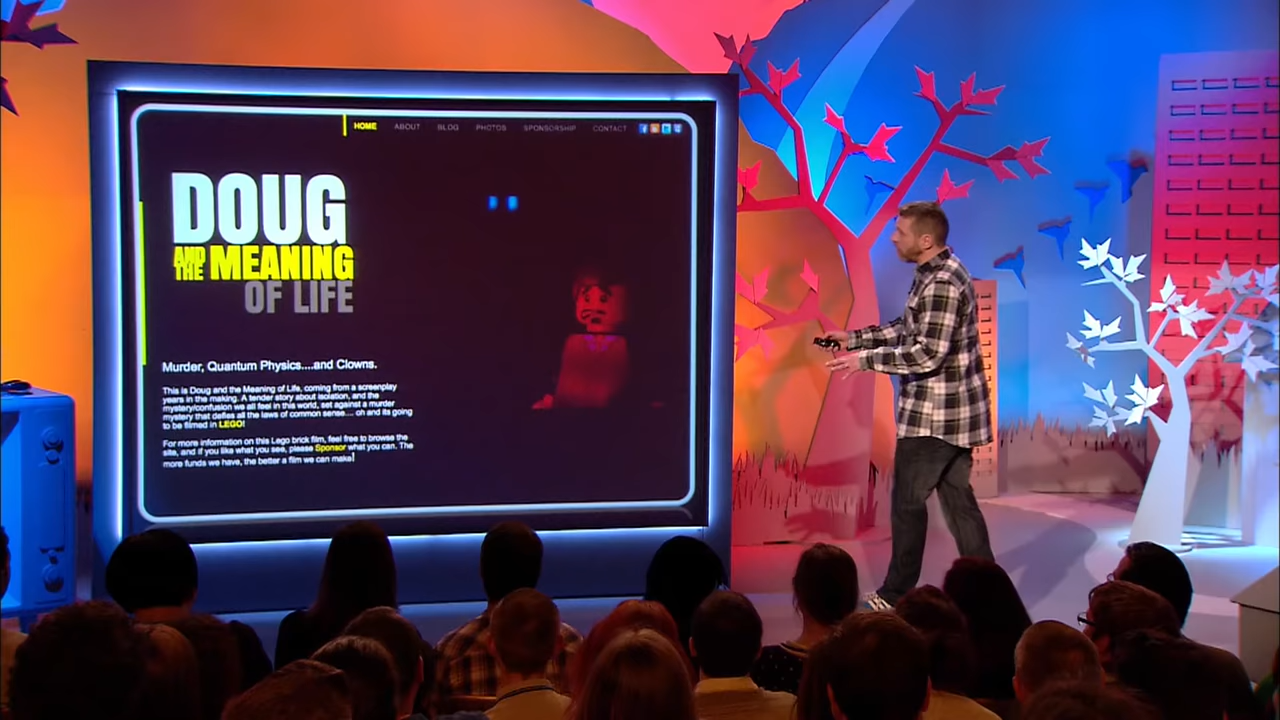 HOME ABOUT BLOG PHOTOS SPONSORSHIP CONTACT
DOUG
AND THE MEANING
OF LIFE
Murder, Quantum Physics....and Clowns.
This is Doug and the Meaning of Life, coming from a screenplay
years in the making. A tender story about isolation, and the
mystery/confusion we all feel in this world, set against a murder
mystery that defies all the laws of common sense.... oh and its going
to be filmed in LEGO!
For more information on this Lego brick film, feel free to browse the
site, and if you like what you see, please Sponsor what you can. The
more funds we have, the better a film we can make!